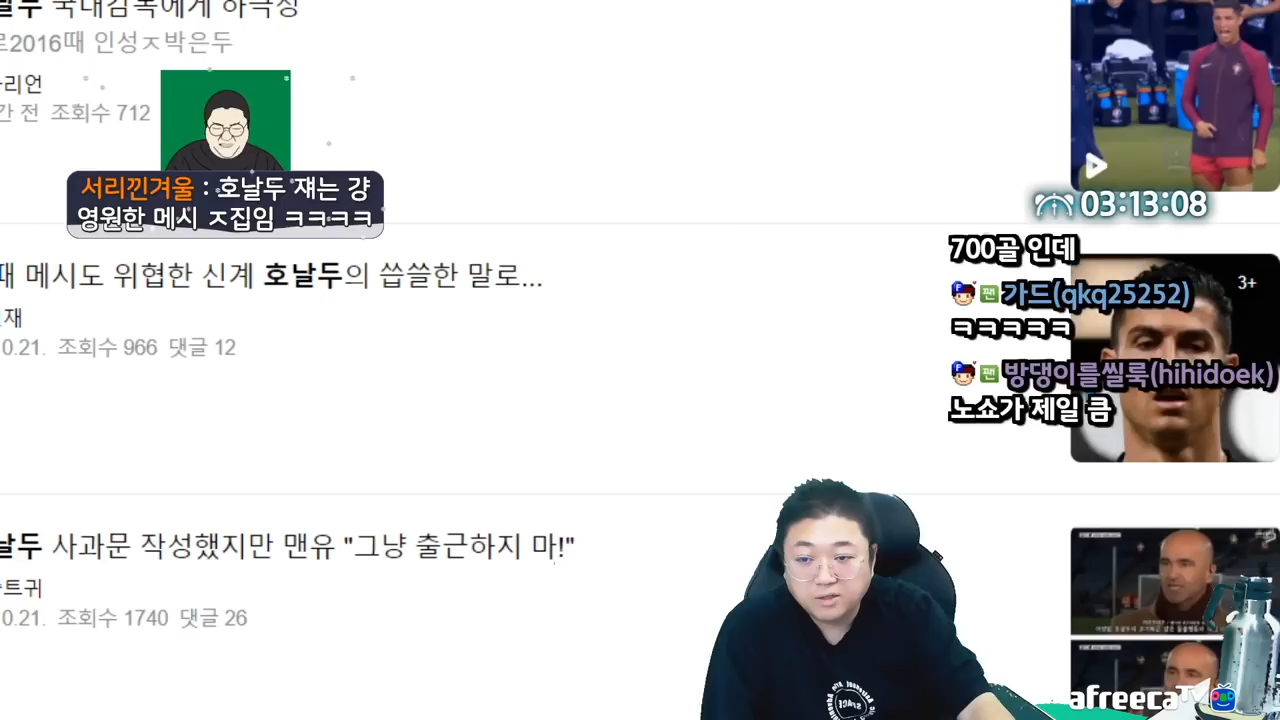 날두 국대감독에게 하극상
로2016때 인성ㅈ박은두
리언
간 전 조회수 712
서리낀겨울 : 호날두 쟤는 걍
영원한 메시 ㅈ집임 ㅋㅋㅋㅋ
03:13:08
700골 인데
3+
가드(qkq25252)
ㅋㅋㅋㅋㅋ
방댕이를씰룩(hihidoek)
노쇼가 제일 큼
때 메시도 위협한 신계 호날두의 씁쓸한 말로...
재
0.21. 조회수 966 댓글 12
날두 사과문 작성했지만 맨유 "그냥 출근하지 마!"
트귀
0.21. 조회수 1740 댓글 26
SPACE
afreecaTV